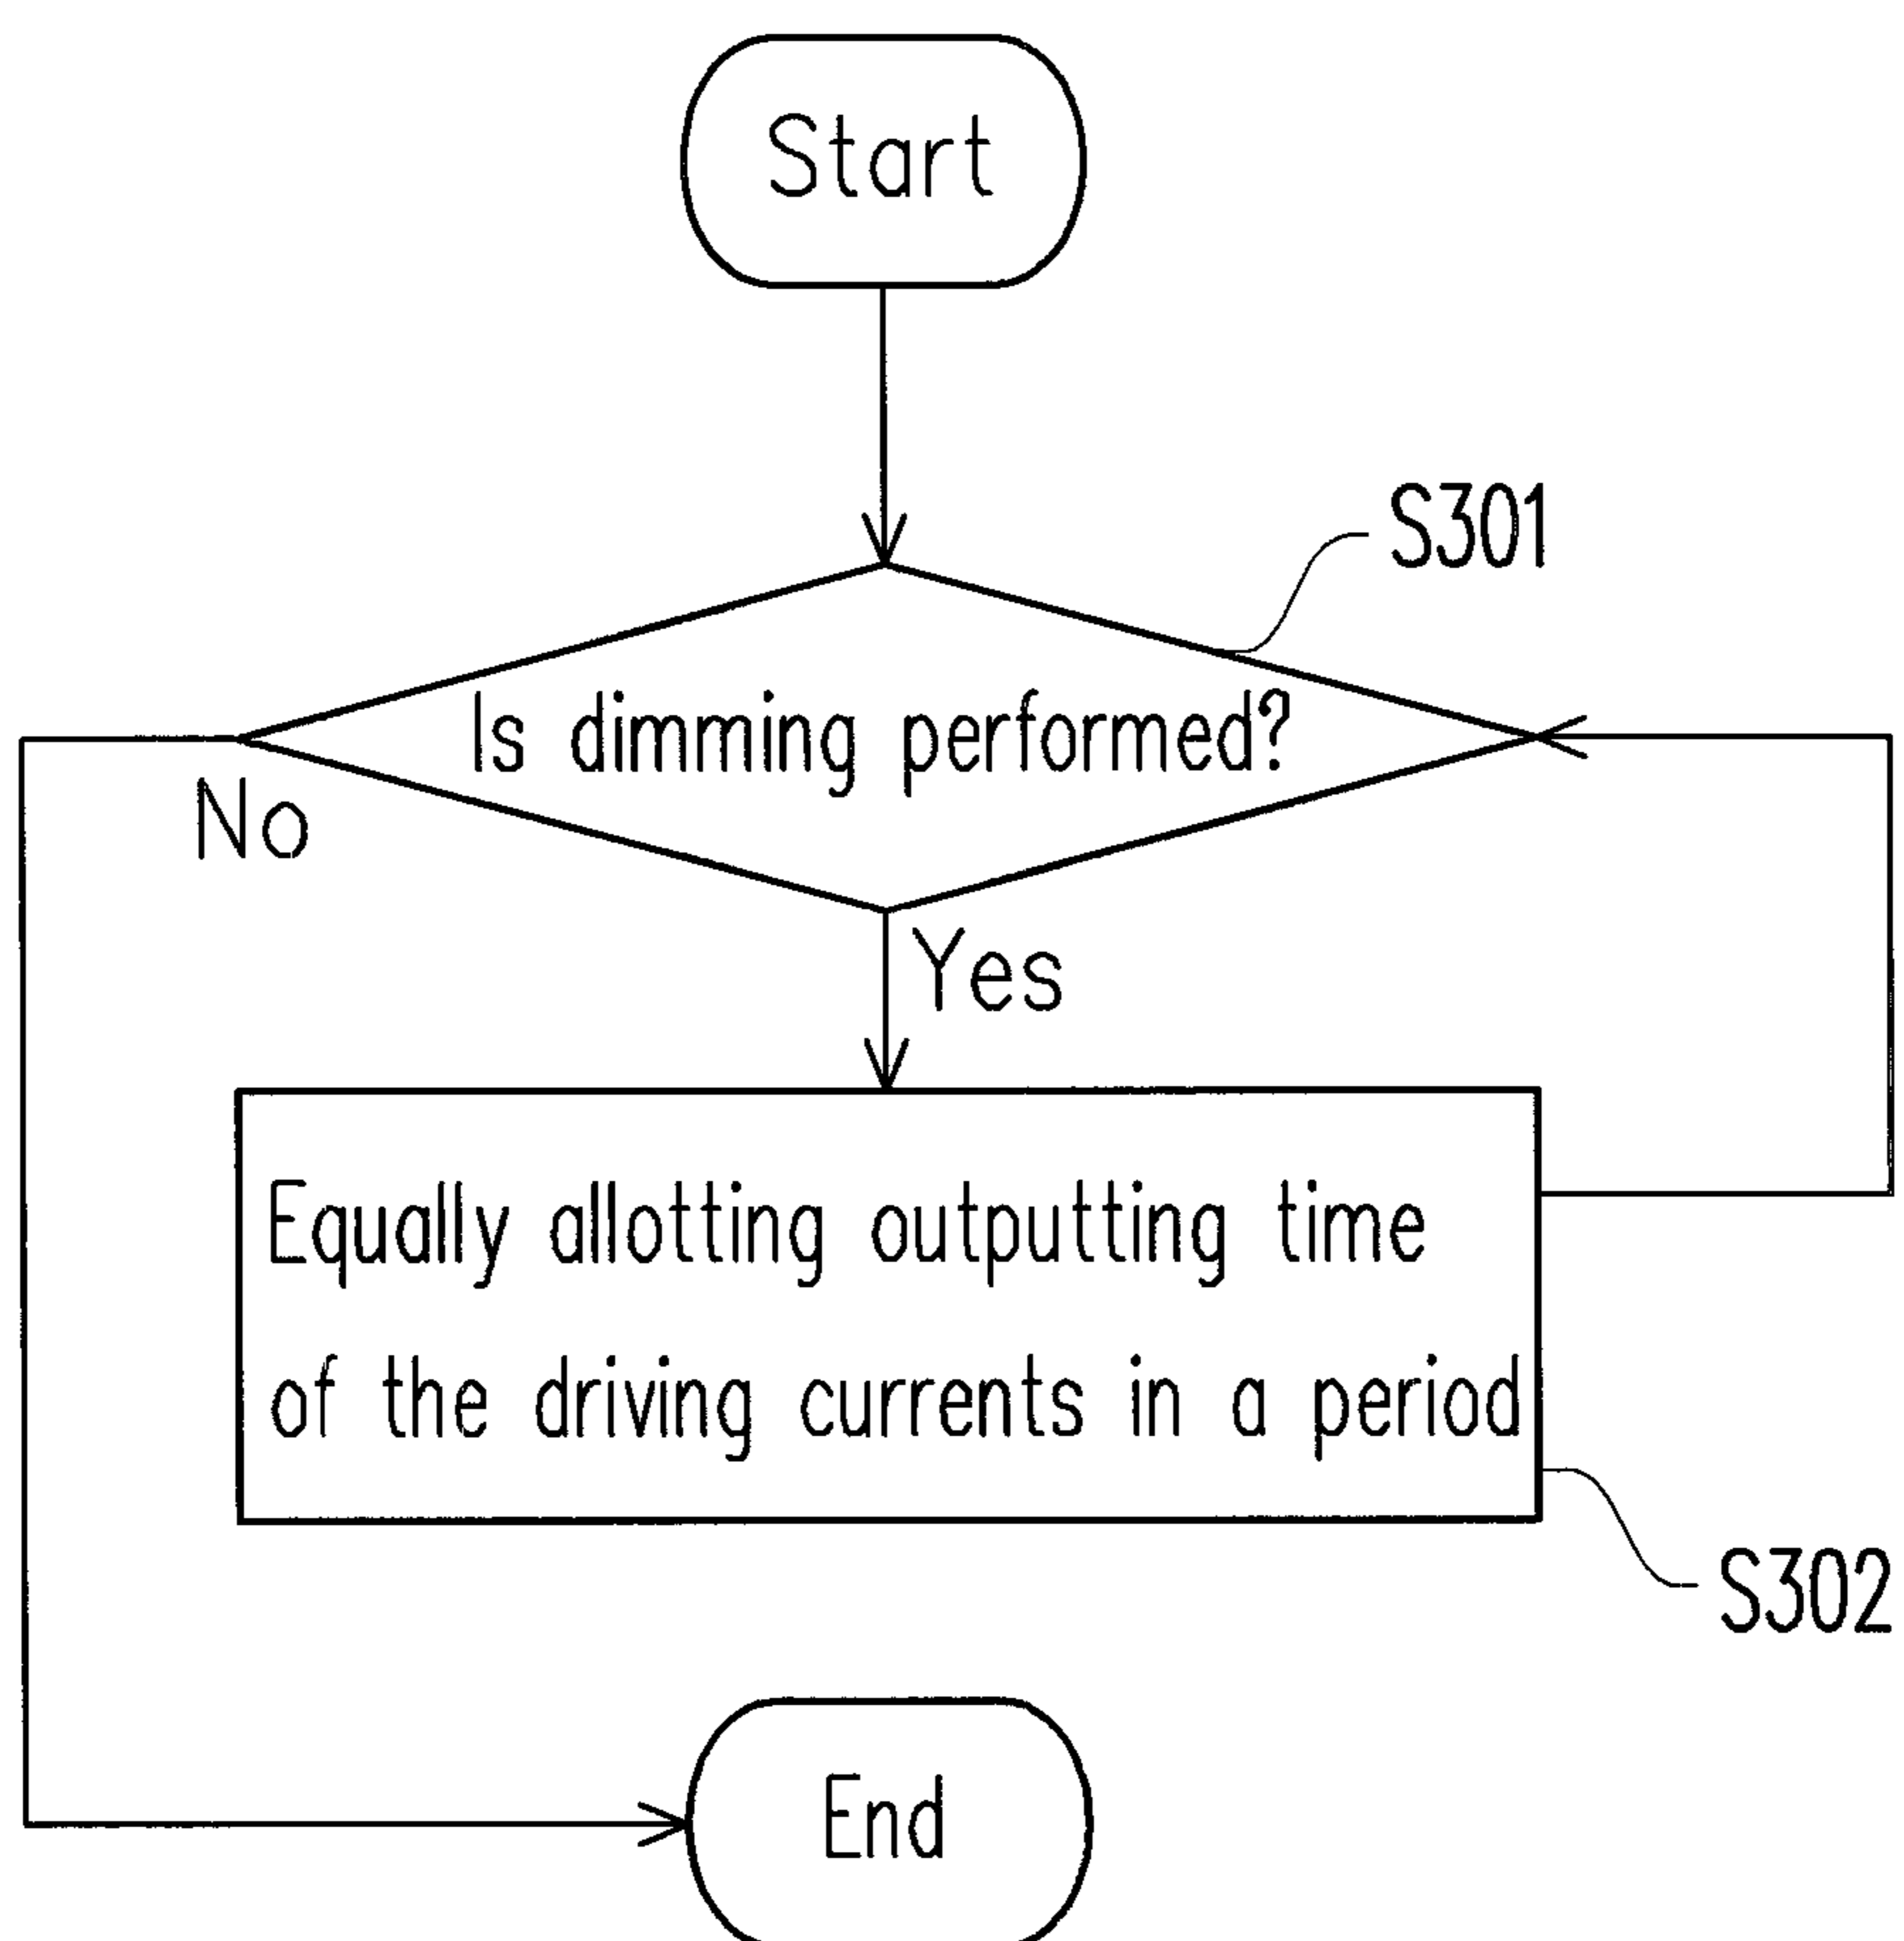 Start
S301
Is dimming performed?
No
Yes
Equally allotting outputting time
of the driving currents in a period
S302
End